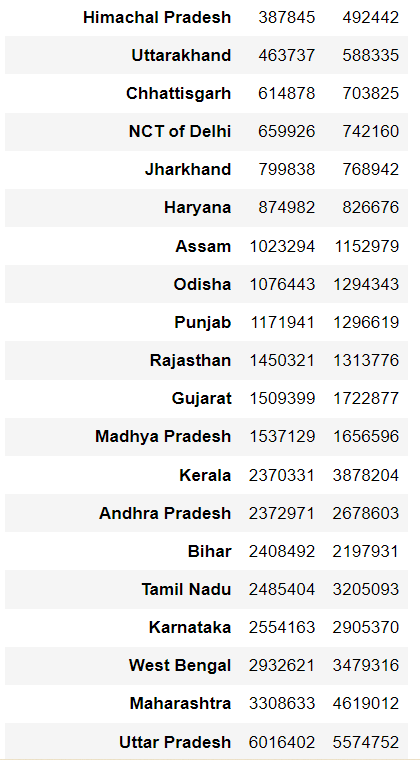 Himachal Pradesh 387845 492442
Uttarakhand 463737 588335
Chhattisgarh 614878 703825
NCT of Delhi 659926 742160
Jharkhand 799838 768942
Haryana 874982 826676
Assam 1023294 1152979
Odisha 1076443 1294343
Punjab 1171941 1296619
Rajasthan 1450321 1313776
Gujarat 1509399 1722877
Madhya Pradesh 1537129 1656596
Kerala 2370331 3878204
Andhra Pradesh 2372971 2678603
Bihar 2408492 2197931
Tamil Nadu 2485404 3205093
Karnataka 2554163 2905370
West Bengal 2932621 3479316
Maharashtra 3308633 4619012
Uttar Pradesh 6016402 5574752